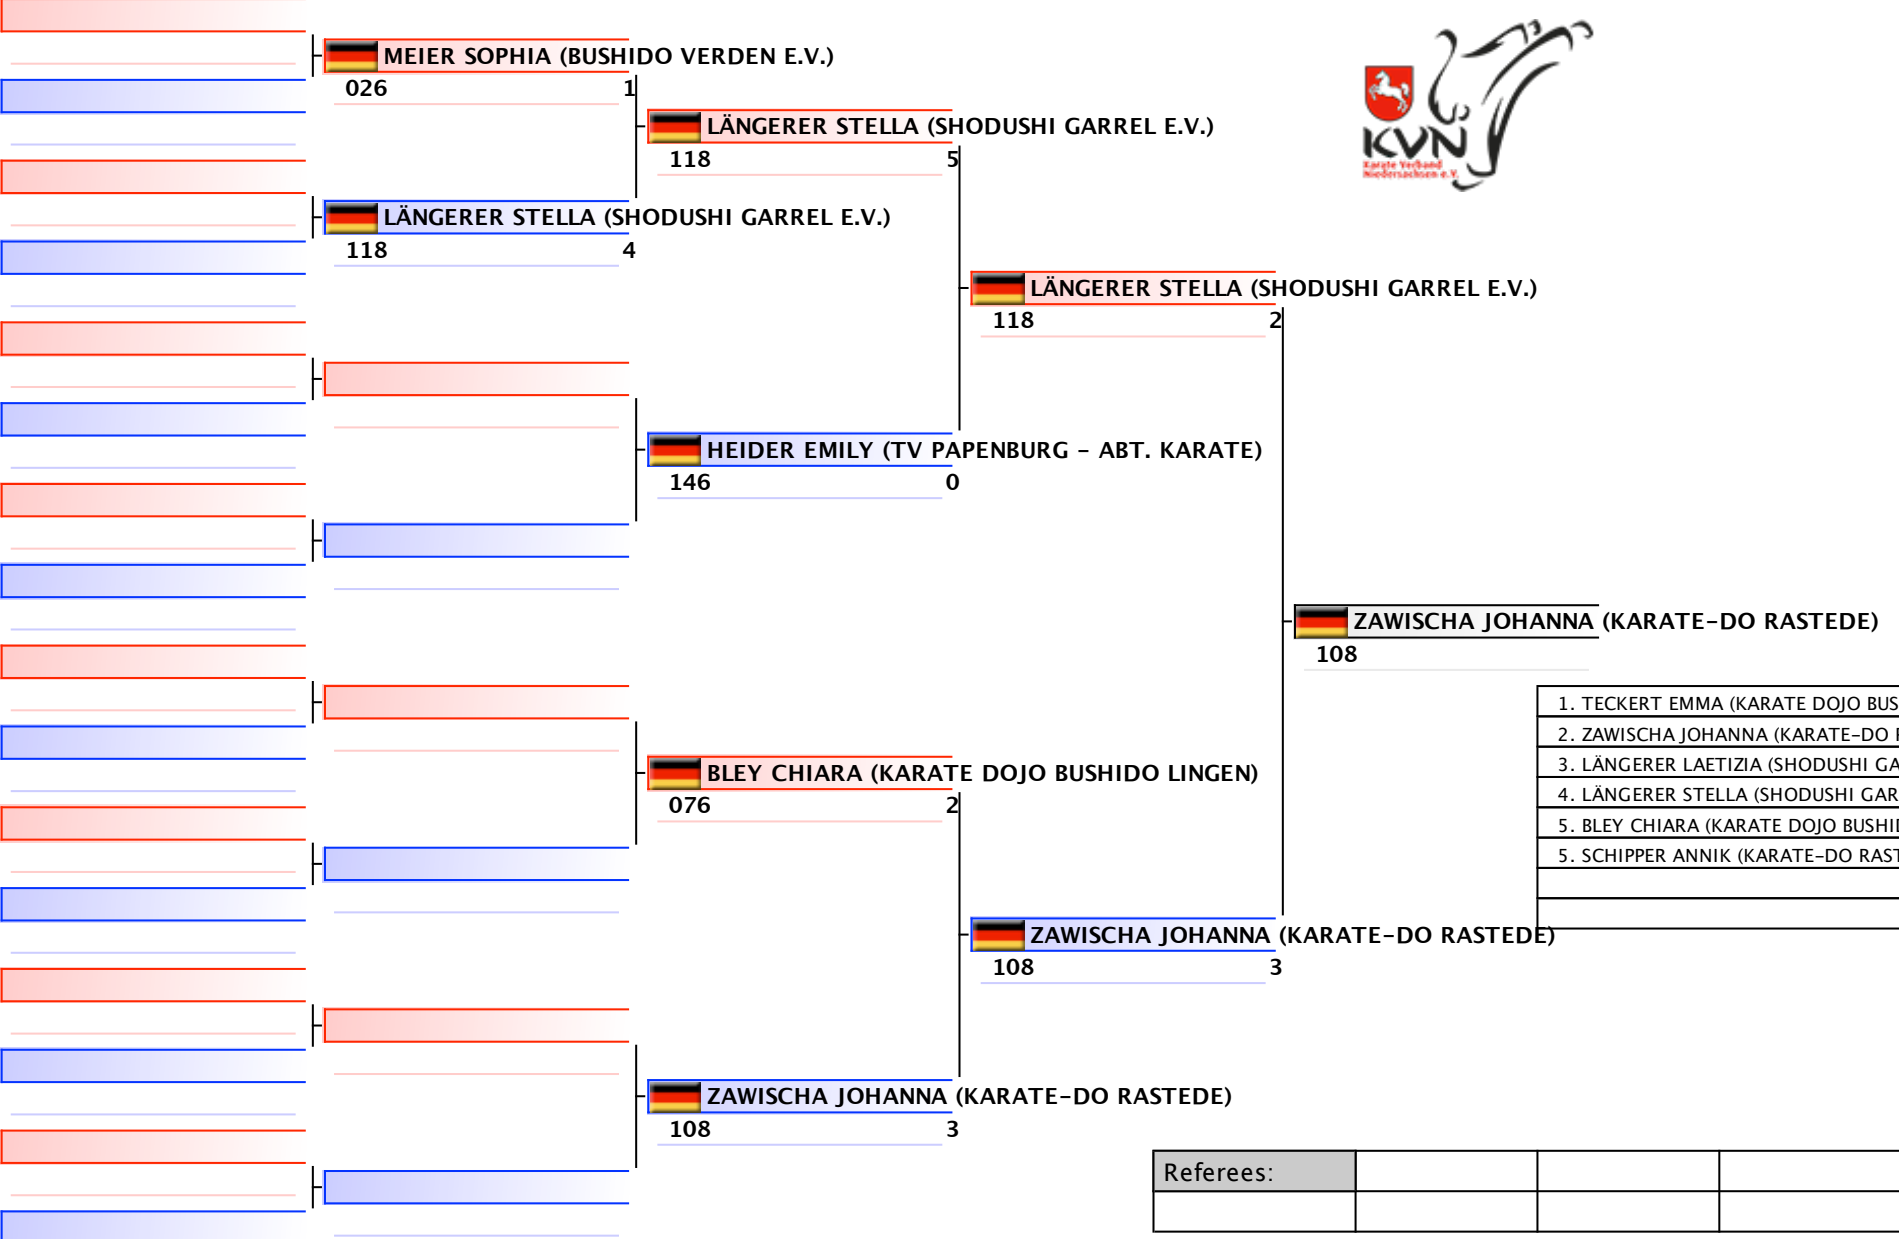 MEIER SOPHIA (BUSHIDO VERDEN E.V.)
026 1
LÄNGERER STELLA (SHODUSHI GARREL E.V.)
118 5
LÄNGERER STELLA (SHODUSHI GARREL E.V.)
118 4
LÄNGERER STELLA (SHODUSHI GARREL E.V.)
118 2
HEIDER EMILY (TV PAPENBURG - ABT. KARATE)
146 0
ZAWISCHA JOHANNA (KARATE-DO RASTEDE)
108
BLEY CHIARA (KARATE DOJO BUSHIDO LINGEN)
076 2
ZAWISCHA JOHANNA (KARATE-DO RASTEDE)
108 3
ZAWISCHA JOHANNA (KARATE-DO RASTEDE)
108 3
KVN
Karate Verband
Niedersachsen e.V.
1. TECKERT EMMA (KARATE DOJO BUS
2. ZAWISCHA JOHANNA (KARATE-DO
3. LÄNGERER LAETIZIA (SHODUSHI GA
4. LÄNGERER STELLA (SHODUSHI GAR
5. BLEY CHIARA (KARATE DOJO BUSHI
5. SCHIPPER ANNIK (KARATE-DO RAST
Referees: